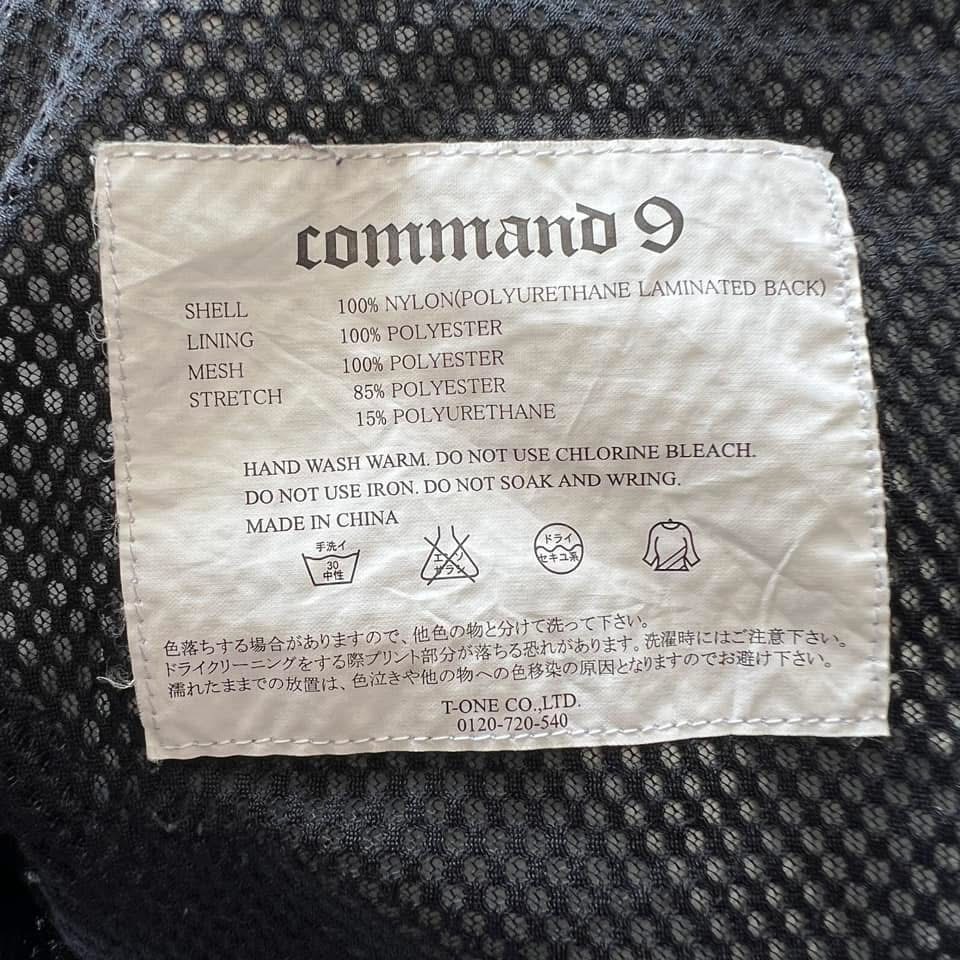 command 9
SHELL 100% NYLON(POLYURETHANE LAMINATED BACK)
LINING 100% POLYESTER
MESH 100% POLYESTER
STRETCH 85% POLYESTER
15% POLYURETHANE
HAND WASH WARM. DO NOT USE CHLORINE BLEACH.
DO NOT USE IRON. DO NOT SOAK AND WRING.
MADE IN CHINA
手洗イ
30
中性
エンソ
サラシ
ドライ
セキユ系
色落ちする場合がありますので、他色の物と分けて洗って下さい。
ドライクリーニングをする際プリント部分が落ちる恐れがあります。洗濯時にはご注意下さい。
濡れたままでの放置は、色泣きや他の物への色移染の原因となりますのでお避け下さい。
T-ONE CO.,LTD.
0120-720-540